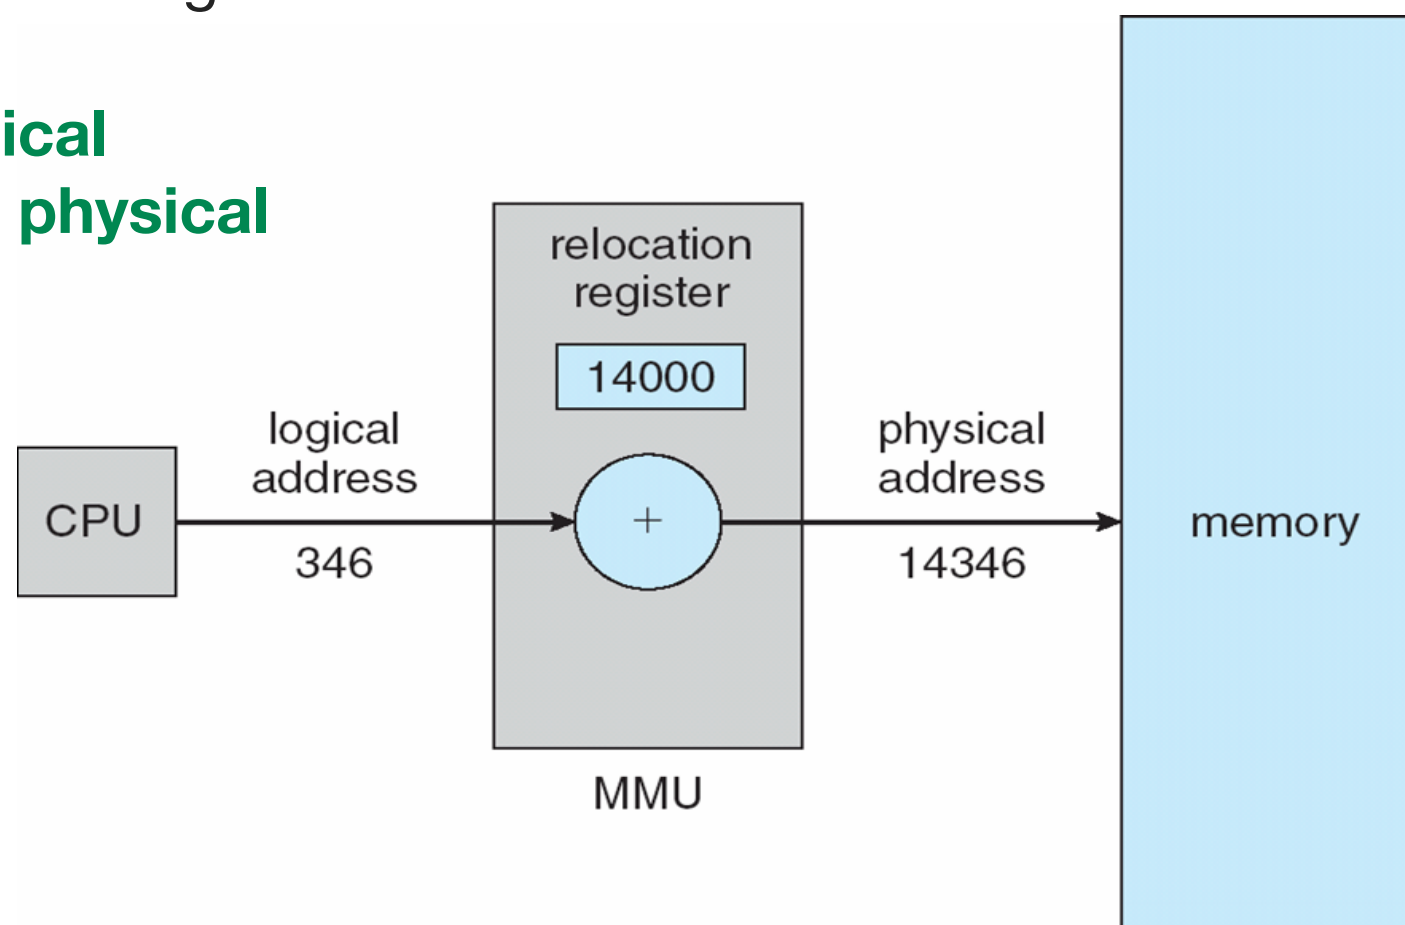 ical
physical
relocation
register
14000
logical
address
physical
address
CPU
+
memory
346
14346
MMU